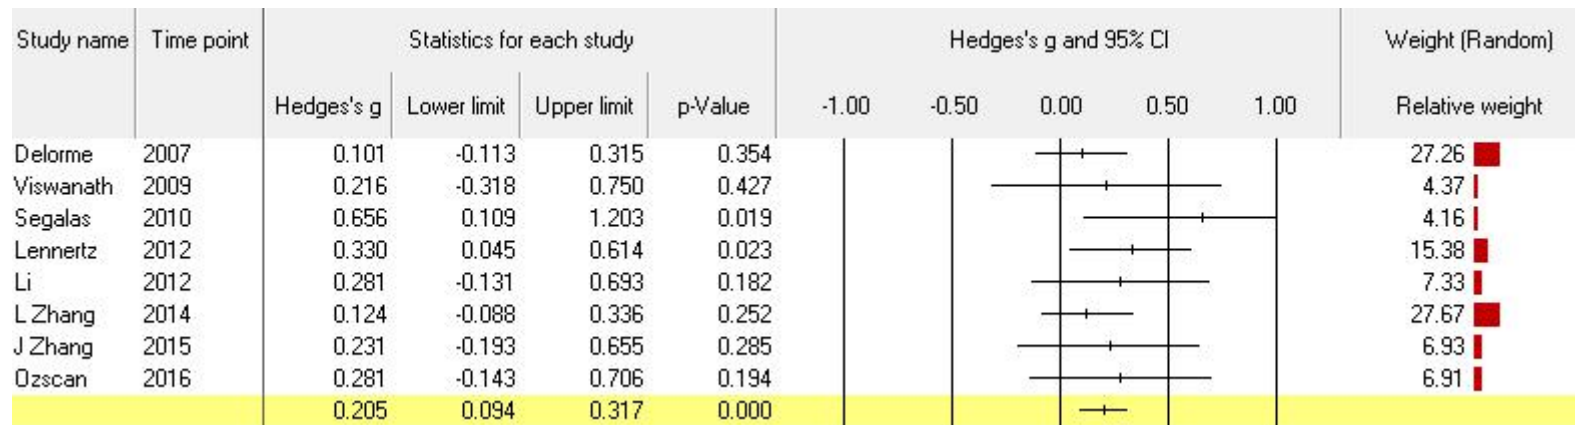 Study name Time point Statistics for each study Hedges's g and 95% CI Weight (Random)
Hedges's g Lower limit Upper limit p-Value -1.00 -0.50 0.00 0.50 1.00 Relative weight
Delorme 2007 0.101 -0.113 0.315 0.354 27.26
Viswanath 2009 0.216 -0.318 0.750 0.427 4.37
Segalas 2010 0.656 0.109 1.203 0.019 4.16
Lennertz 2012 0.330 0.045 0.614 0.023 15.38
Li 2012 0.281 -0.131 0.693 0.182 7.33
L Zhang 2014 0.124 -0.088 0.336 0.252 27.67
J Zhang 2015 0.231 -0.193 0.655 0.285 6.93
Ozscan 2016 0.281 -0.143 0.706 0.194 6.91
0.205 0.094 0.317 0.000